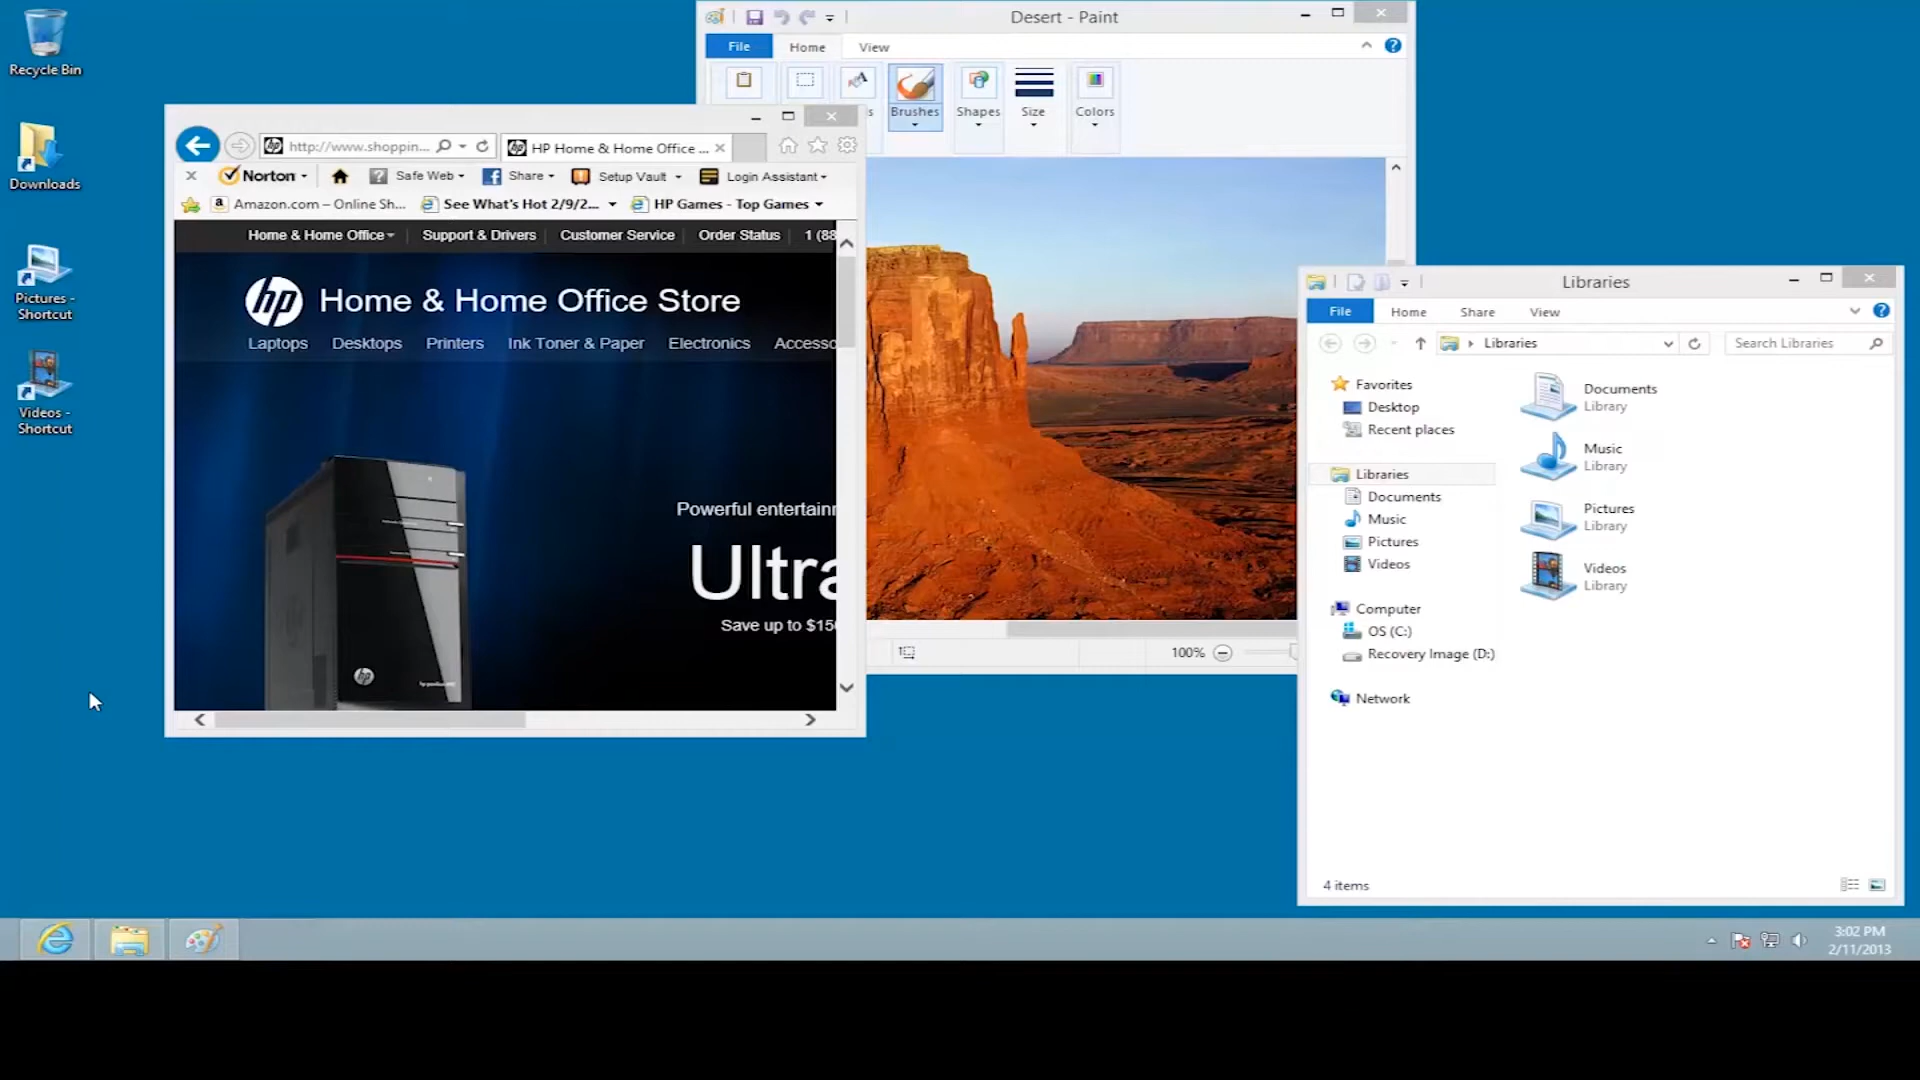 Recycle Bin
Downloads
Pictures -
Shortcut
Videos -
Shortcut
Desert - Paint
File
Home
View
Brushes
Shapes
Size
Colors
100%
http://www.shoppin...
HP Home & Home Office ...
Norton
Safe Web
Share
Setup Vault
Login Assistant
Amazon.com – Online Sh...
See What's Hot 2/9/2...
HP Games - Top Games
Home & Home Office
Support & Drivers
Customer Service
Order Status
1 (88
hp
Home & Home Office Store
Laptops
Desktops
Printers
Ink Toner & Paper
Electronics
Accesso
Powerful entertain
Ultra
Save up to $15
hp
Libraries
File
Home
Share
View
Libraries
Search Libraries
Favorites
Desktop
Recent places
Libraries
Documents
Music
Pictures
Videos
Computer
OS (C:)
Recovery Image (D:)
Network
Documents
Library
Music
Library
Pictures
Library
Videos
Library
4 items
3:02 PM
2/11/2013